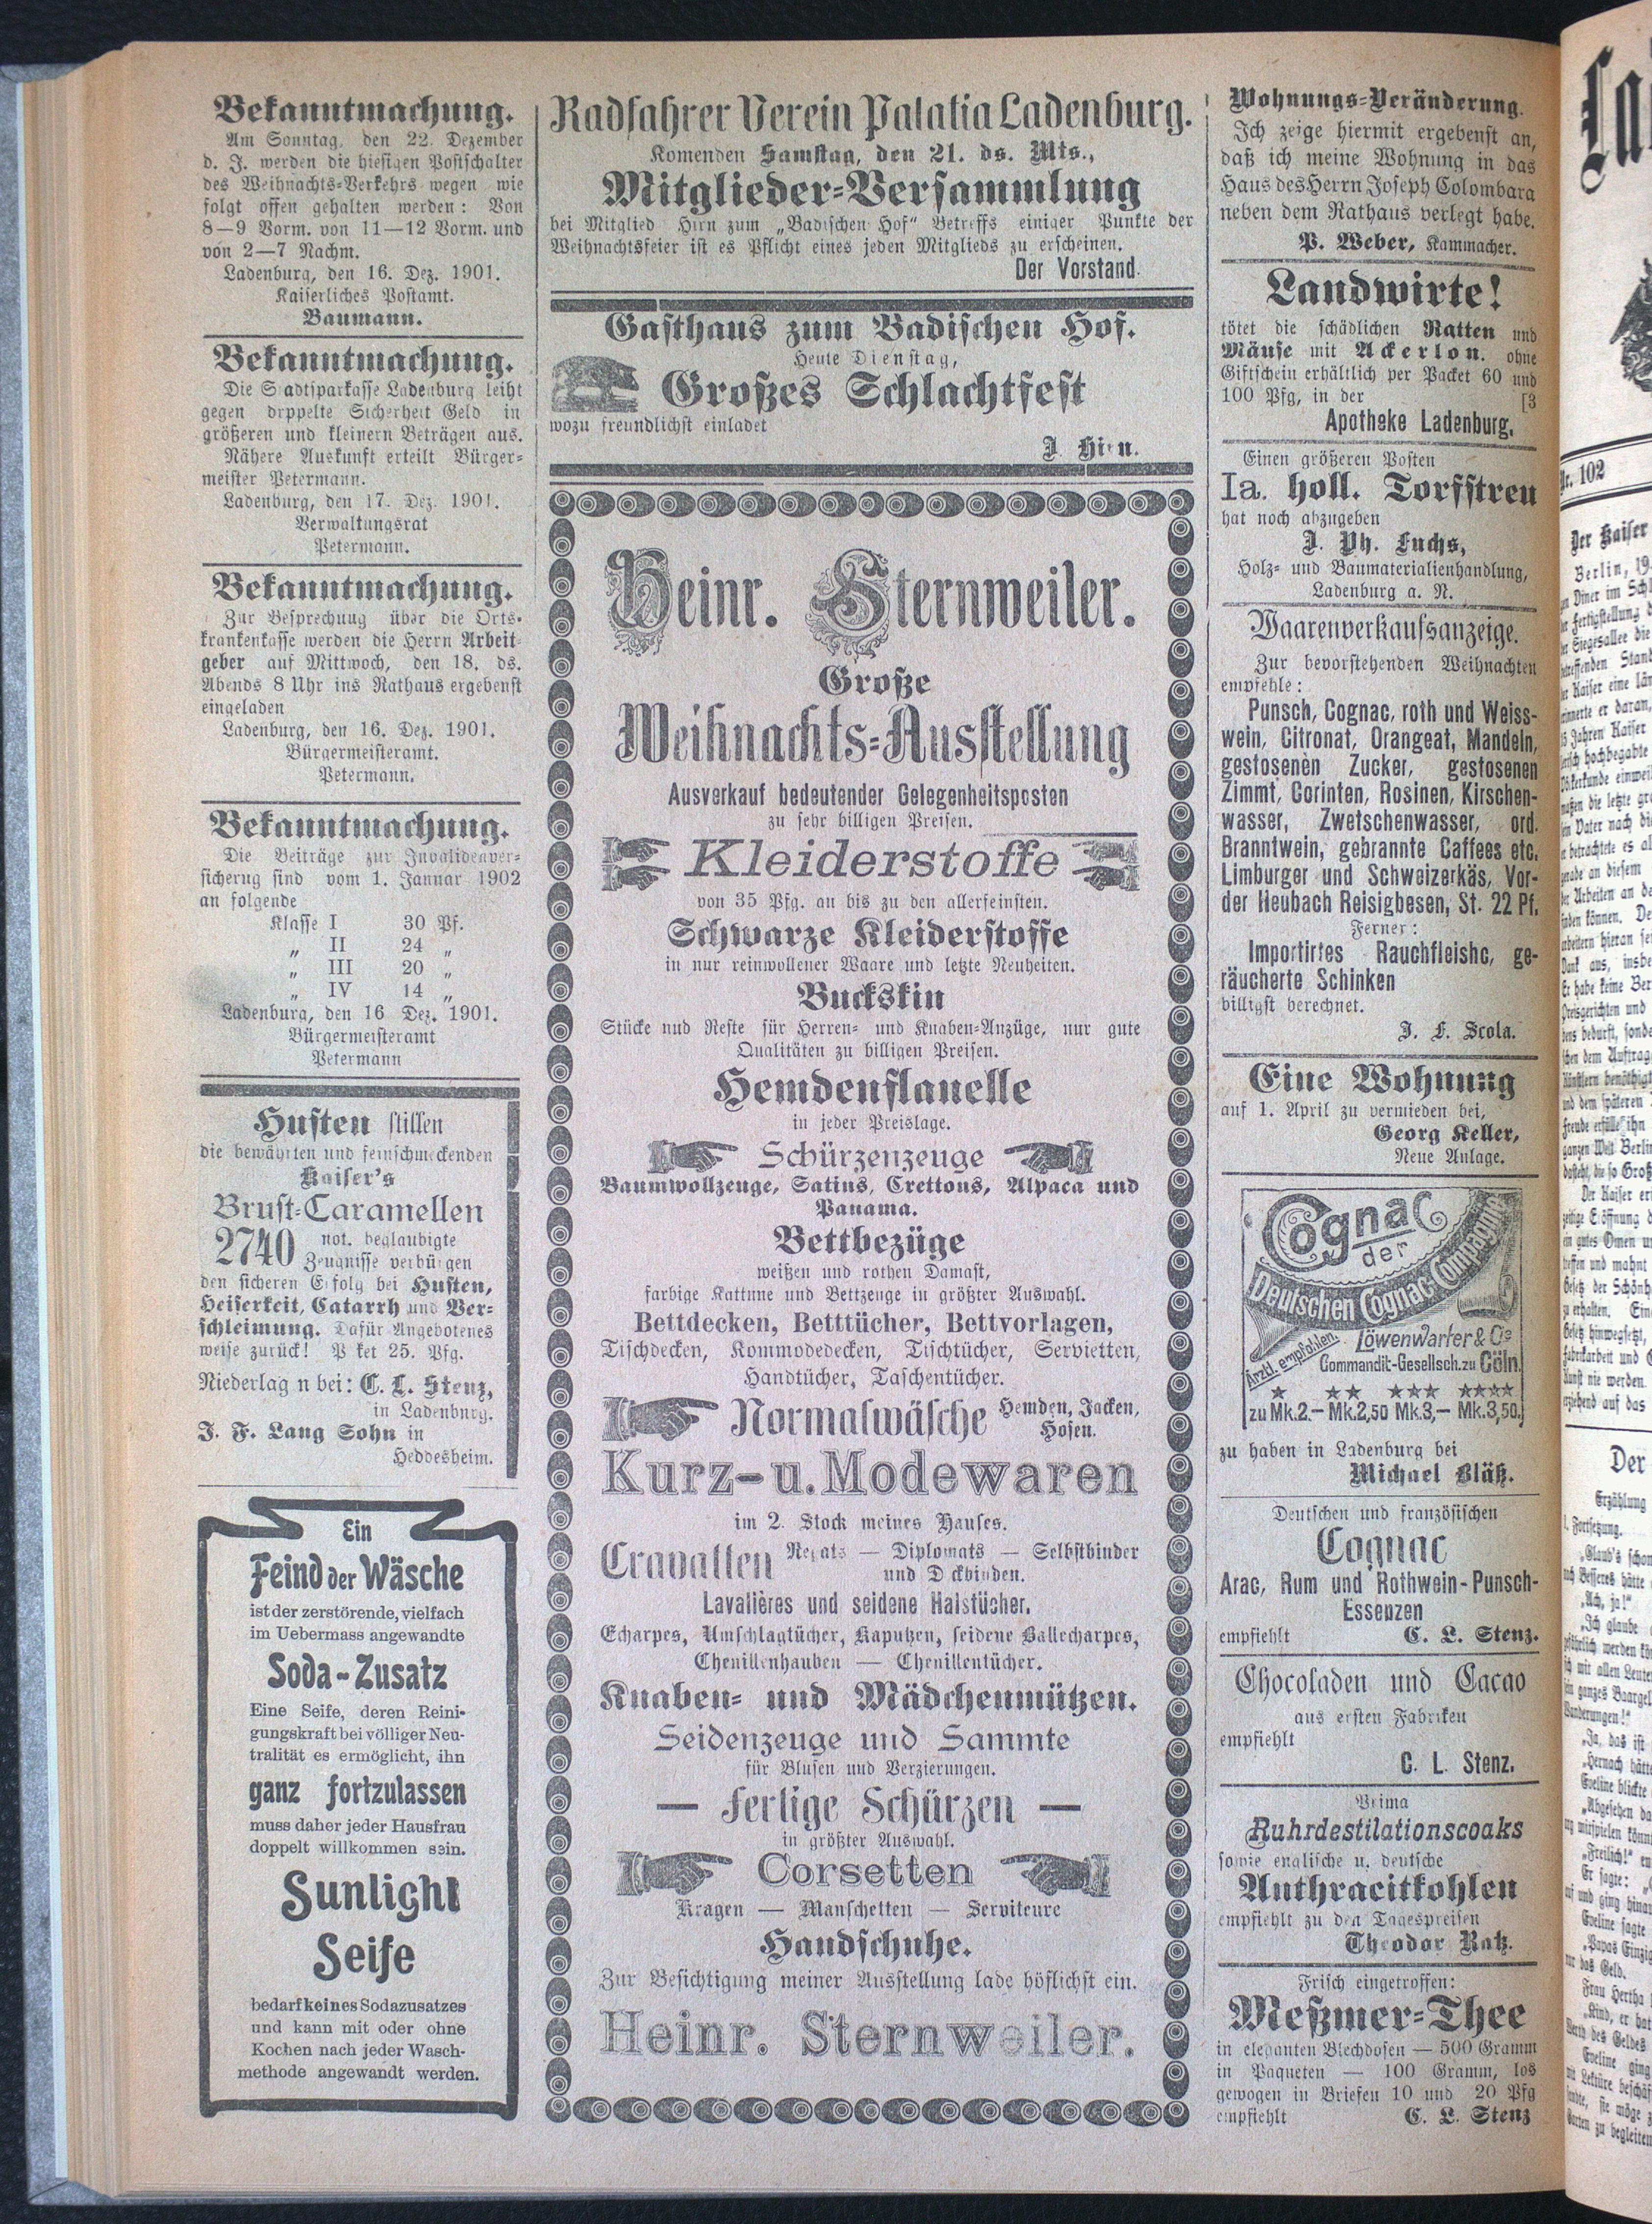 Bekanntmachung.
Am Sonntag, den 22. Dezember
d. J. werden die hiesigen Postschalter
des Weihnachts-Verkehrs wegen wie
folgt offen gehalten werden: Von
8—9 Vorm. von 11—12 Vorm. und
von 2—7 Nachm.
Ladenburg, den 16. Dez. 1901.
Kaiserliches Postamt.
Baumann.
Bekanntmachung.
Die Stadtsparkasse Ladenburg leiht
gegen doppelte Sicherheit Geld in
größeren und kleinern Beträgen aus.
Nähere Auskunft erteilt Bürger-
meister Petermann.
Ladenburg, den 17. Dez. 1901.
Verwaltungsrat
Petermann.
Bekanntmachung.
Zur Besprechung über die Orts-
krankenkasse werden die Herrn Arbeit-
geber auf Mittwoch, den 18. ds.
Abends 8 Uhr ins Rathaus ergebenst
eingeladen
Ladenburg, den 16. Dez. 1901.
Bürgermeisteramt.
Petermann.
Bekanntmachung.
Die Beiträge zur Invalidenver-
sicherug sind vom 1. Januar 1902
an folgende
Klasse I 30 Pf.
„ II 24 „
„ III 20 „
„ IV 14 „
Ladenburg, den 16 Dez. 1901.
Bürgermeisteramt
Petermann
Husten stillen
die bewährten und feinschmeckenden
Kaiser's
Brust-Caramellen
2740 not. beglaubigte
Zeugnisse verbürgen
den sicheren Erfolg bei Husten,
Heiserkeit, Catarrh und Ver-
schleimung. Dafür Angebotenes
weise zurück! P ket 25. Pfg.
Niederlag n bei: C. L. Stenz,
in Ladenburg.
J. F. Lang Sohn in
Heddesheim.
Ein
Feind der Wäsche
ist der zerstörende, vielfach
im Uebermass angewandte
Soda-Zusatz
Eine Seife, deren Reini-
gungskraft bei völliger Neu-
tralität es ermöglicht, ihn
ganz fortzulassen
muss daher jeder Hausfrau
doppelt willkommen sein.
Sunlight
Seife
bedarf keines Sodazusatzes
und kann mit oder ohne
Kochen nach jeder Wasch-
methode angewandt werden.
Radfahrer Verein Palatia Ladenburg.
Komenden Samstag, den 21. ds. Mts.,
Mitglieder-Versammlung
bei Mitglied Hirn zum „Badischen Hof“ Betreffs einiger Punkte der
Weihnachtsfeier ist es Pflicht eines jeden Mitglieds zu erscheinen.
Der Vorstand.
Gasthaus zum Badischen Hof.
Heute Dienstag,
Großes Schlachtfest
wozu freundlichst einladet
J. Hirn.
Heinr. Sternweiler.
Große
Weihnachts-Ausstellung
Ausverkauf bedeutender Gelegenheitsposten
zu sehr billigen Preisen.
Kleiderstoffe
von 35 Pfg. an bis zu den allerfeinsten.
Schwarze Kleiderstoffe
in nur reinwollener Waare und letzte Neuheiten.
Buckskin
Stücke nud Reste für Herren- und Knaben-Anzüge, nur gute
Qualitäten zu billigen Preisen.
Hemdenflanelle
in jeder Preislage.
Schürzenzeuge
Baumwollzeuge, Satins, Crettons, Alpaca und
Panama.
Bettbezüge
weißen und rothen Damast,
farbige Kattune und Bettzeuge in größter Auswahl.
Bettdecken, Betttücher, Bettvorlagen,
Tischdecken, Kommodedecken, Tischtücher, Servietten,
Handtücher, Taschentücher.
Normalwäsche Hemden, Jacken,
Hosen.
Kurz- u. Modewaren
im 2. Stock meines Hauses.
Cravatten Regats — Diplomats — Selbstbinder
und D ckbinden.
Lavalières und seidene Halstücher.
Echarpes, Umschlagtücher, Kaputzen, seidene Ballecharpes,
Chenillenhauben — Chenillentücher.
Knaben- und Mädchenmützen.
Seidenzeuge und Sammte
für Blusen und Verzierungen.
— fertige Schürzen —
in größter Auswahl.
Corsetten
Kragen — Manschetten — Serviteure
Handschuhe.
Zur Besichtigung meiner Ausstellung lade höflichst ein.
Heinr. Sternweiler.
Wohnungs-Veränderung.
Ich zeige hiermit ergebenst an,
daß ich meine Wohnung in das
Haus des Herrn Joseph Colombara
neben dem Rathaus verlegt habe.
P. Weber, Kammacher.
Landwirte!
tötet die schädlichen Ratten und
Mäuse mit Ackerlon. ohne
Giftschein erhältlich per Packet 60 und
100 Pfg, in der [3
Apotheke Ladenburg.
Einen größeren Posten
Ia. holl. Torfstreu
hat noch abzugeben
J. Ph. Fuchs,
Holz- und Baumaterialienhandlung,
Ladenburg a. N.
Waarenverkaufsanzeige.
Zur bevorstehenden Weihnachten
empfehle:
Punsch, Cognac, roth und Weiss-
wein, Citronat, Orangeat, Mandeln,
gestosenèn Zucker, gestosenen
Zimmt, Corinten, Rosinen, Kirschen-
wasser, Zwetschenwasser, ord.
Branntwein, gebrannte Caffees etc.
Limburger und Schweizerkäs, Vor-
der Heubach Reisigbesen, St. 22 Pf.
Ferner:
Importirtes Rauchfleishc, ge-
räucherte Schinken
billigst berechnet.
J. F. Scola.
Eine Wohnung
auf 1. April zu vermieden bei,
Georg Keller,
Neue Anlage.
Cognac
der
Deutschen Cognac-Compagnie
Ärztl. empfohlen.
Löwenwarter & Cie
Commandit-Gesellsch. zu Cöln.
★ ★★ ★★★ ★★★★
zu Mk. 2.— Mk. 2,50 Mk. 3,— Mk. 3,50.
zu haben in Ladenburg bei
Michael Bläß.
Deutschen und französischen
Cognac
Arac, Rum und Rothwein-Punsch-
Essenzen
empfiehlt C. L. Stenz.
Chocoladen und Cacao
aus ersten Fabriken
empfiehlt
C. L. Stenz.
Prima
Ruhrdestilationscoaks
sowie englische u. deutsche
Anthracitkohlen
empfiehlt zu den Tagespreisen
Theodor Katz.
Frisch eingetroffen:
Meßmer-Thee
in eleganten Blechdosen — 500 Gramm
in Paqueten — 100 Gramm, los
gewogen in Briefen 10 und 20 Pfg
empfiehlt C. L. Stenz
Nr. 102
Der Kaiser
Berlin, 19.